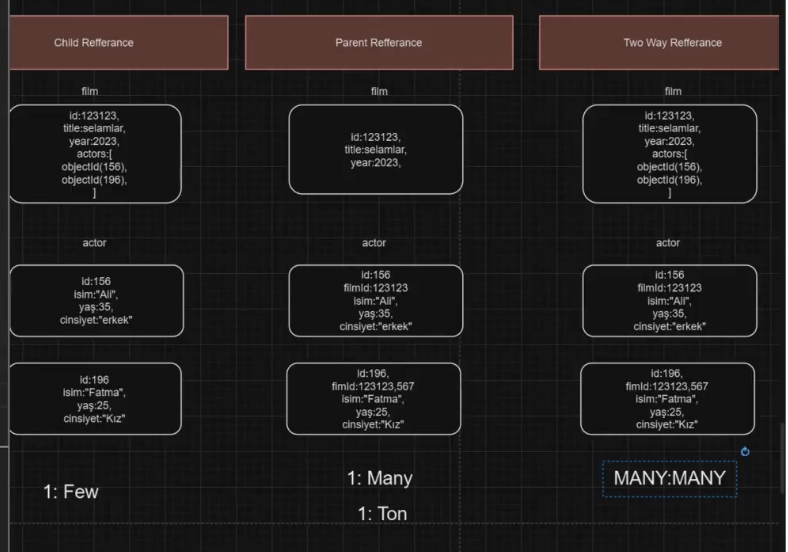 Child Refferance
film
id:123123,
title:selamlar,
year:2023,
actors:[
objectId(156),
objectId(196),
]
actor
id:156
isim:"Ali",
yaş:35,
cinsiyet:"erkek"
id:196
isim:"Fatma",
yaş:25,
cinsiyet:"Kız"
1: Few
Parent Refferance
film
id:123123,
title:selamlar,
year:2023,
actor
id:156
filmId:123123
isim:"Ali",
yaş:35,
cinsiyet:"erkek"
id:196,
fimId:123123,567
isim:"Fatma",
yaş:25,
cinsiyet:"Kız"
1: Many
1: Ton
Two Way Refferance
film
id:123123,
title:selamlar,
year:2023,
actors:[
objectId(156),
objectId(196),
]
actor
id:156
filmId:123123
isim:"Ali",
yaş:35,
cinsiyet:"erkek"
id:196,
fimId:123123,567
isim:"Fatma",
yaş:25,
cinsiyet:"Kız"
MANY:MANY